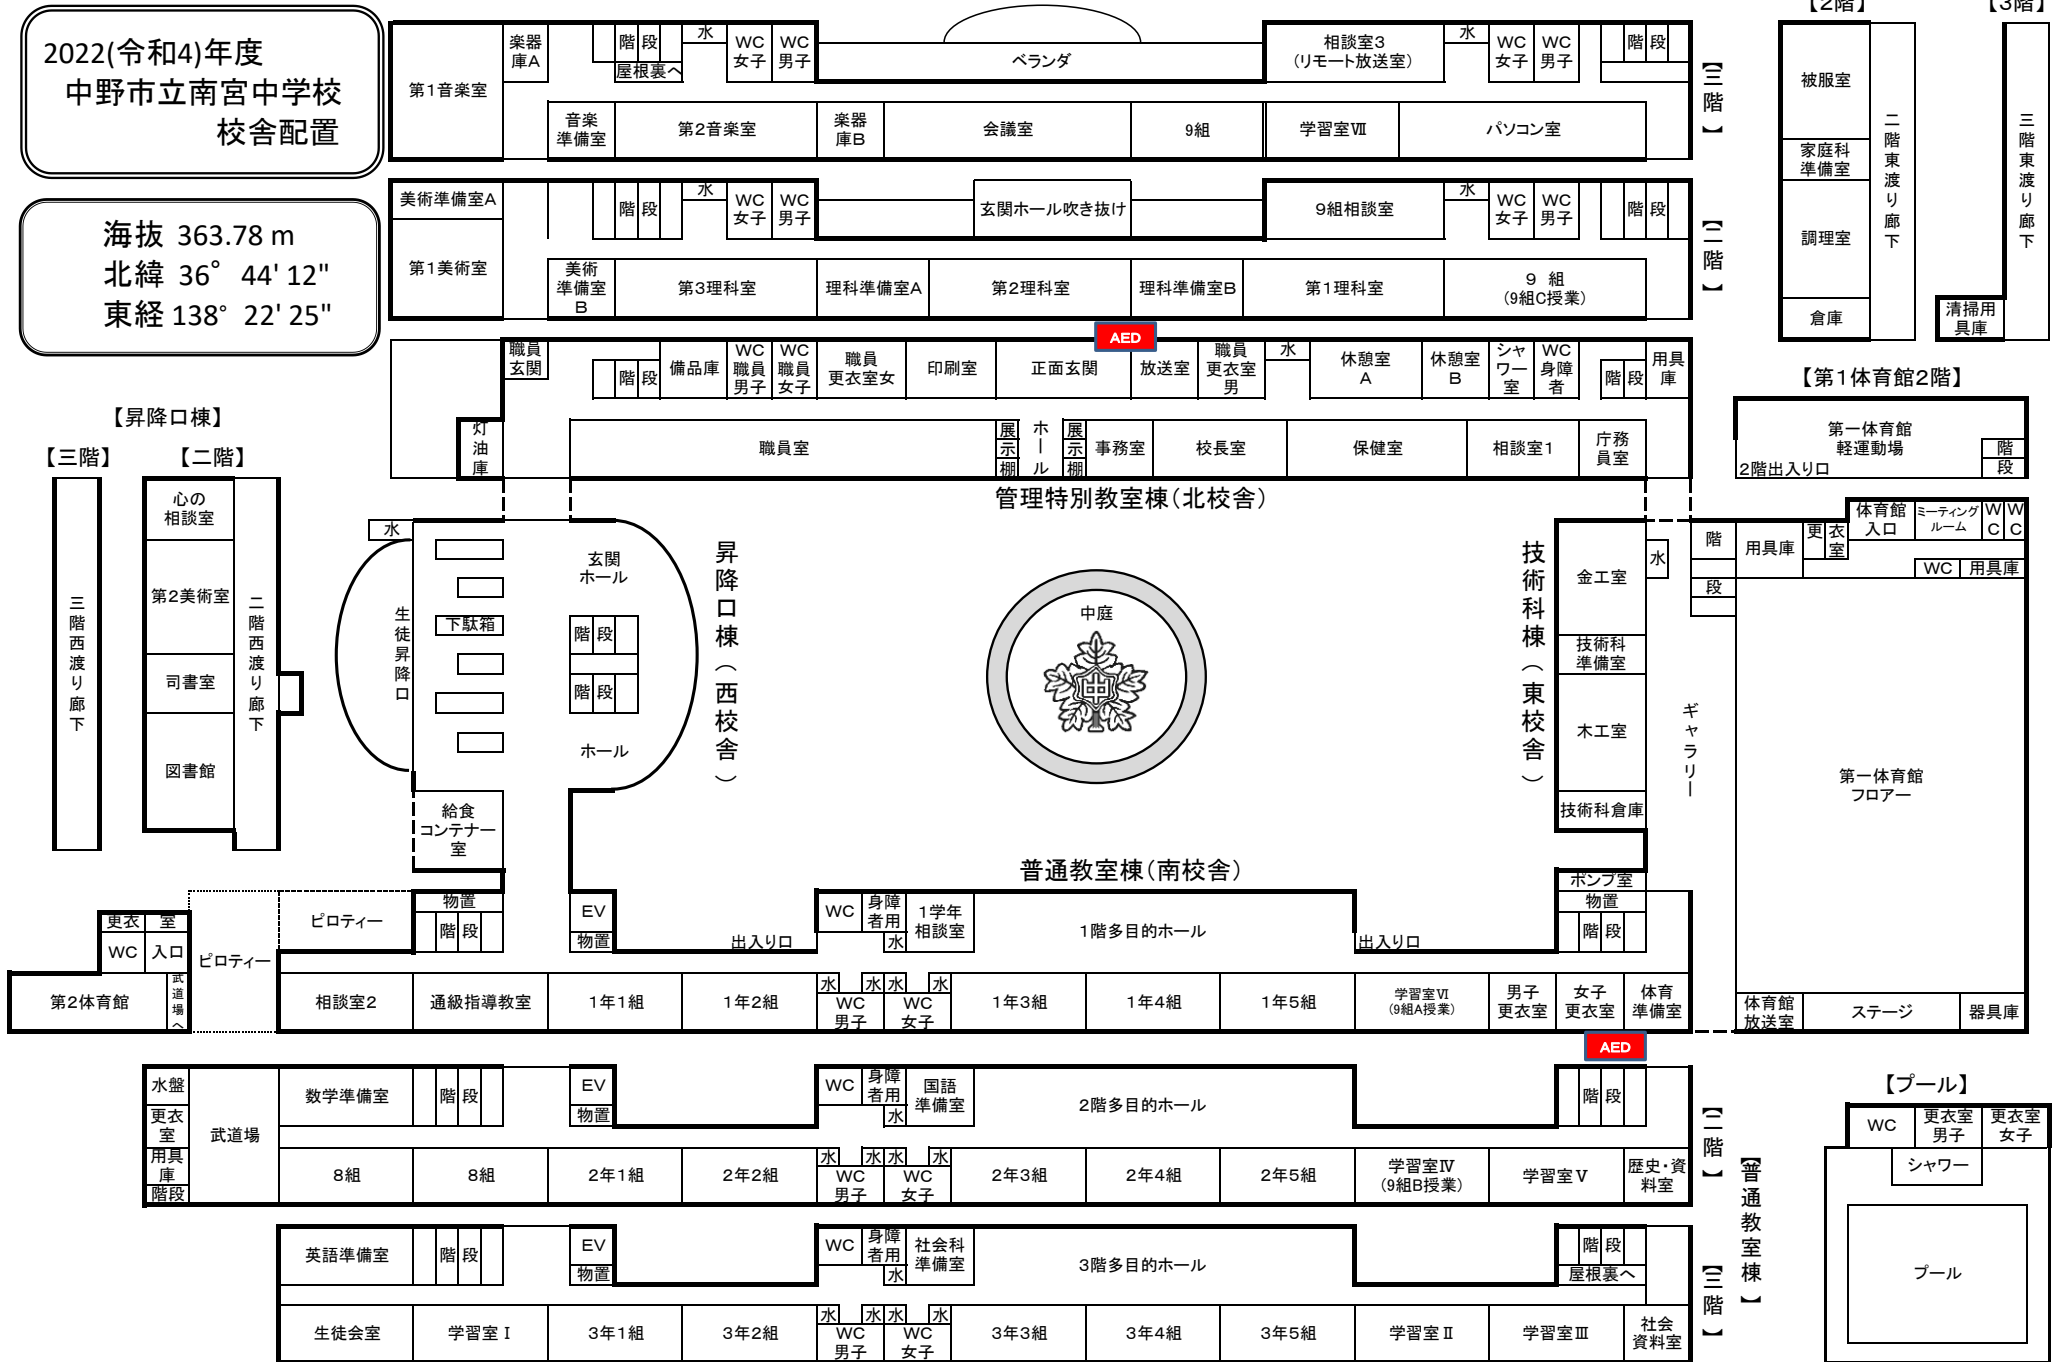 2022(令和4)年度
中野市立南宮中学校
校舎配置
海抜 363.78 m
北緯 36° 44' 12"
東経 138° 22' 25"
第1音楽室
楽器
庫A
階 段
屋根裏へ
水
WC
女子
WC
男子
ベランダ
相談室3
(リモート放送室)
水
WC
女子
WC
男子
階 段
音楽
準備室
第2音楽室
楽器
庫B
会議室
9組
学習室Ⅶ
パソコン室
【三階】
美術準備室A
第1美術室
階 段
水
WC
女子
WC
男子
玄関ホール吹き抜け
9組相談室
水
WC
女子
WC
男子
階 段
美術
準備室
B
第3理科室
理科準備室A
第2理科室
理科準備室B
第1理科室
9 組
(9組C授業)
【二階】
【2階】
被服室
家庭科
準備室
調理室
倉庫
二階東渡り廊下
【3階】
三階東渡り廊下
清掃用
具庫
AED
職員
玄関
階 段
備品庫
WC
職員
男子
WC
職員
女子
職員
更衣室女
印刷室
正面玄関
放送室
職員
更衣室
男
水
休憩室
A
休憩室
B
シャ
ワー
室
WC
身障
者
階 段
用具
庫
灯
油
庫
職員室
展
示
棚
ホール
展
示
棚
事務室
校長室
保健室
相談室1
庁務
員室
管理特別教室棟(北校舎)
【第1体育館2階】
第一体育館
軽運動場
2階出入り口
階
段
【昇降口棟】
【三階】
【二階】
三階西渡り廊下
心の
相談室
第2美術室
司書室
図書館
二階西渡り廊下
水
生徒昇降口
下駄箱
玄関
ホール
階 段
階 段
ホール
給食
コンテナー
室
昇降口棟(西校舎)
中庭
中
技術科棟(東校舎)
金工室
技術科
準備室
木工室
技術科倉庫
水
ギャラリー
階
段
用具庫
更 衣
室
体育館
入口
ミーティング
ルーム
W
C
W
C
WC
用具庫
第一体育館
フロアー
体育館
放送室
ステージ
器具庫
普通教室棟(南校舎)
更衣 室
WC
入口
第2体育館
武道場へ
ピロティー
ピロティー
物置
階 段
EV
物置
出入り口
WC
身障
者用
水
1学年
相談室
1階多目的ホール
出入り口
ポンプ室
物置
階 段
相談室2
通級指導教室
1年1組
1年2組
水 水 水 水
WC
男子
WC
女子
1年3組
1年4組
1年5組
学習室Ⅵ
(9組A授業)
男子
更衣室
女子
更衣室
体育
準備室
AED
水盤
更衣
室
用具
庫
階段
武道場
数学準備室
階 段
EV
物置
WC
身障
者用
水
国語
準備室
2階多目的ホール
階 段
8組
8組
2年1組
2年2組
水 水 水 水
WC
男子
WC
女子
2年3組
2年4組
2年5組
学習室Ⅳ
(9組B授業)
学習室Ⅴ
歴史・資
料室
【二階】
【普通教室棟】
英語準備室
階 段
EV
物置
WC
身障
者用
水
社会科
準備室
3階多目的ホール
階 段
屋根裏へ
生徒会室
学習室Ⅰ
3年1組
3年2組
水 水 水 水
WC
男子
WC
女子
3年3組
3年4組
3年5組
学習室Ⅱ
学習室Ⅲ
社会
資料室
【三階】
【プール】
WC
更衣室
男子
更衣室
女子
シャワー
プール